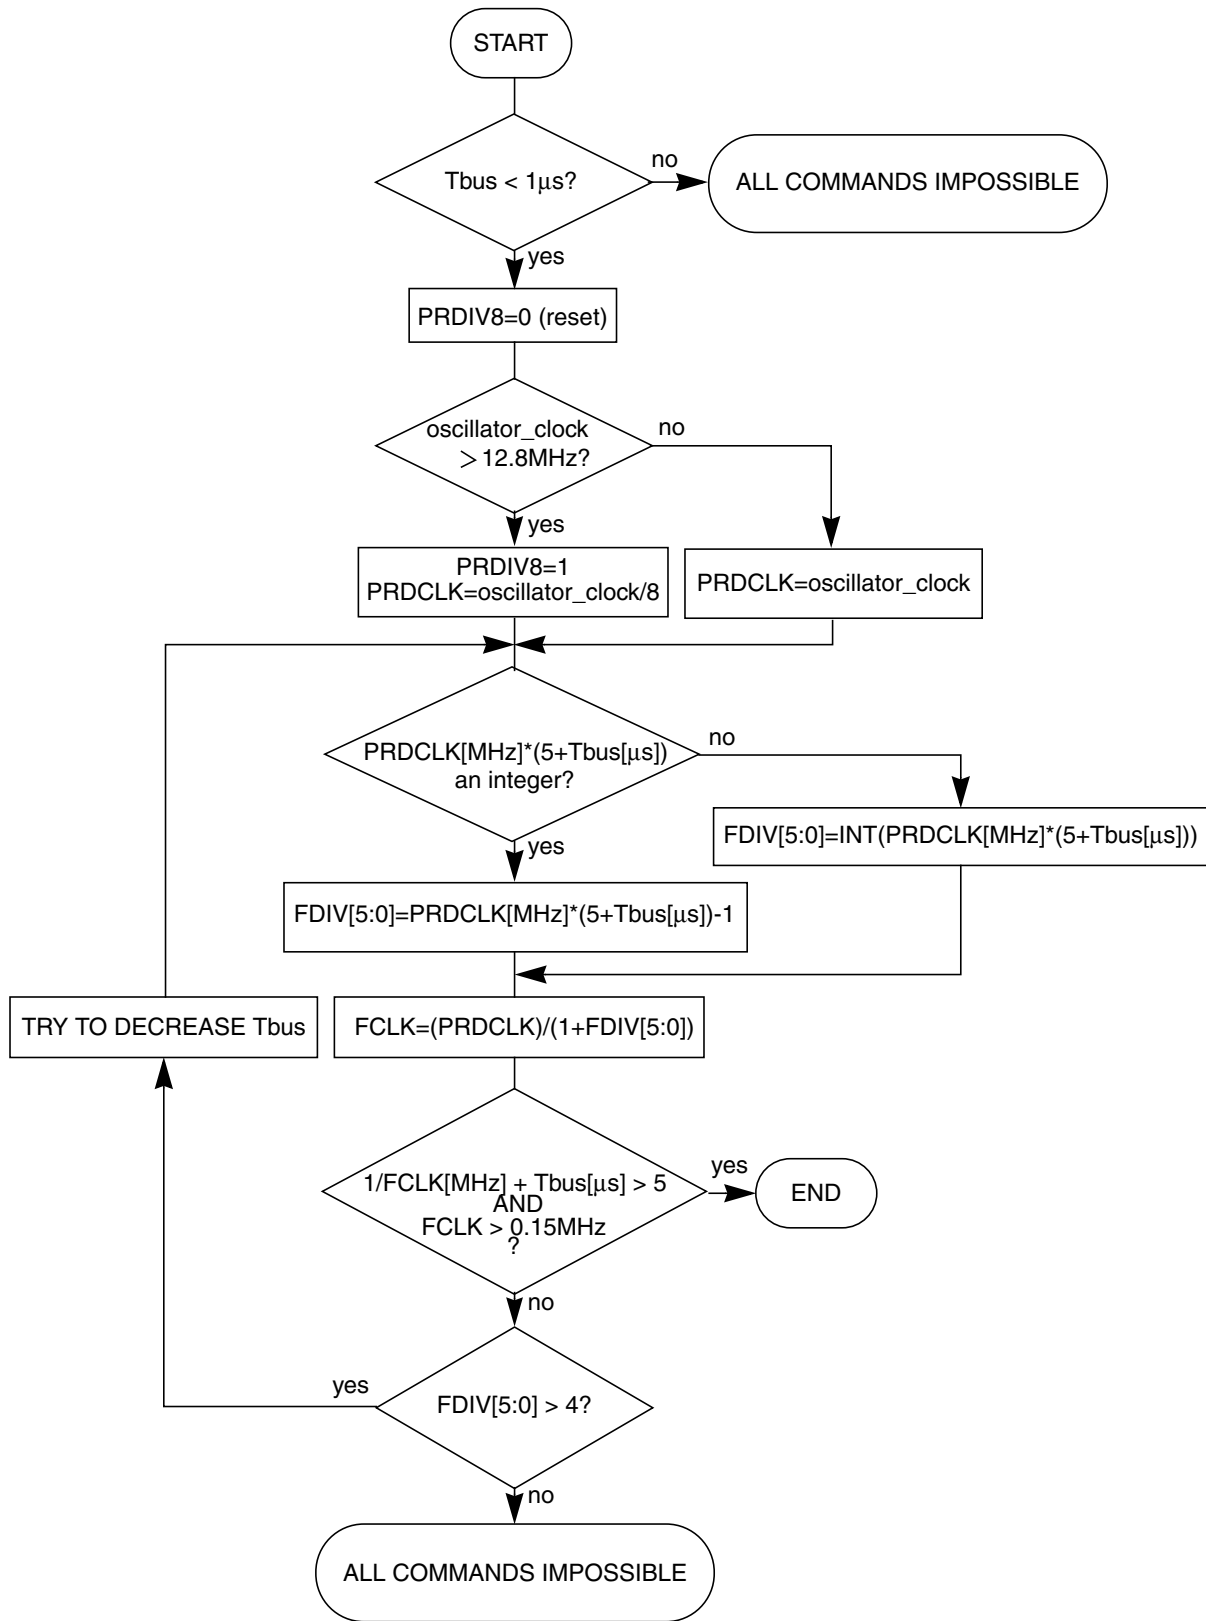 START
Tbus < 1μs?
no
ALL COMMANDS IMPOSSIBLE
yes
PRDIV8=0 (reset)
oscillator_clock
> 12.8MHz?
no
yes
PRDIV8=1
PRDCLK=oscillator_clock/8
PRDCLK=oscillator_clock
PRDCLK[MHz]*(5+Tbus[μs])
an integer?
no
yes
FDIV[5:0]=INT(PRDCLK[MHz]*(5+Tbus[μs]))
FDIV[5:0]=PRDCLK[MHz]*(5+Tbus[μs])-1
TRY TO DECREASE Tbus
FCLK=(PRDCLK)/(1+FDIV[5:0])
1/FCLK[MHz] + Tbus[μs] > 5
AND
FCLK > 0.15MHz
?
yes
END
no
yes
FDIV[5:0] > 4?
no
ALL COMMANDS IMPOSSIBLE